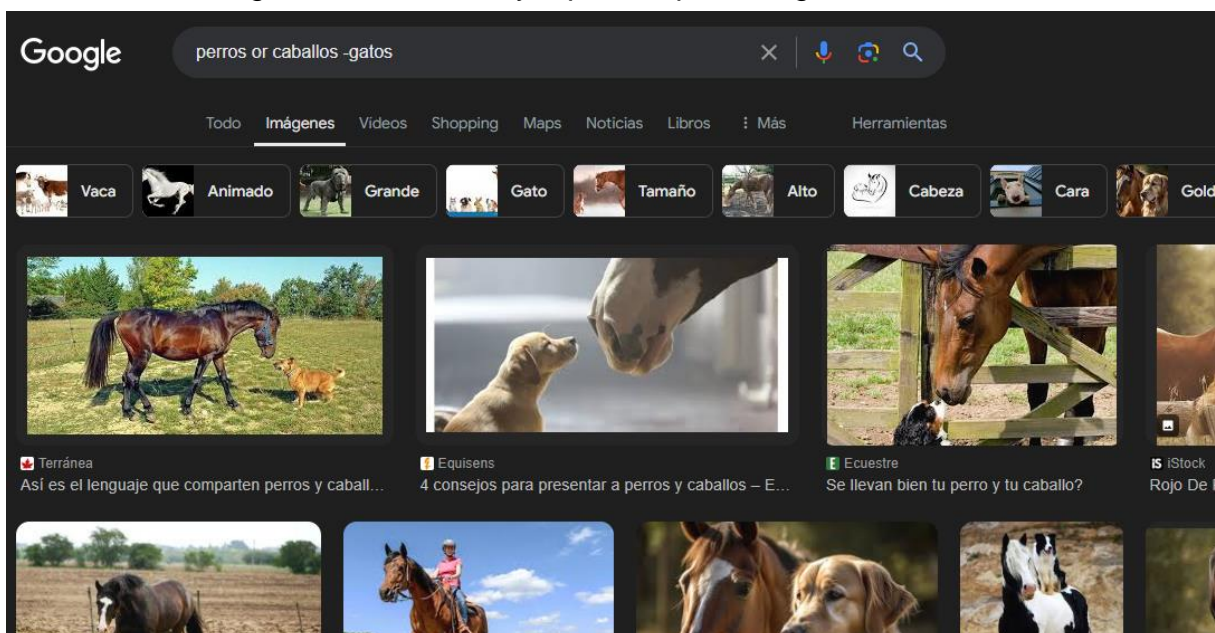 Google
perros or caballos -gatos
Todo Imágenes Vídeos Shopping Maps Noticias Libros Más Herramientas
Vaca Animado Grande Gato Tamaño Alto Cabeza Cara Gold
Terránea
Así es el lenguaje que comparten perros y caball...
Equisens
4 consejos para presentar a perros y caballos – E...
Ecuestre
Se llevan bien tu perro y tu caballo?
iStock
Rojo De